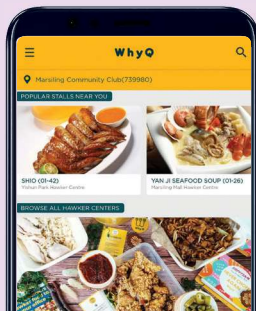 WhyQ
Marsiling Community Club(739980)
POPULAR STALLS NEAR YOU
SHIO (01-42)
Yishun Park Hawker Centre
YAN JI SEAFOOD SOUP (01-26)
Marsiling Mall Hawker Centre
BROWSE ALL HAWKER CENTERS